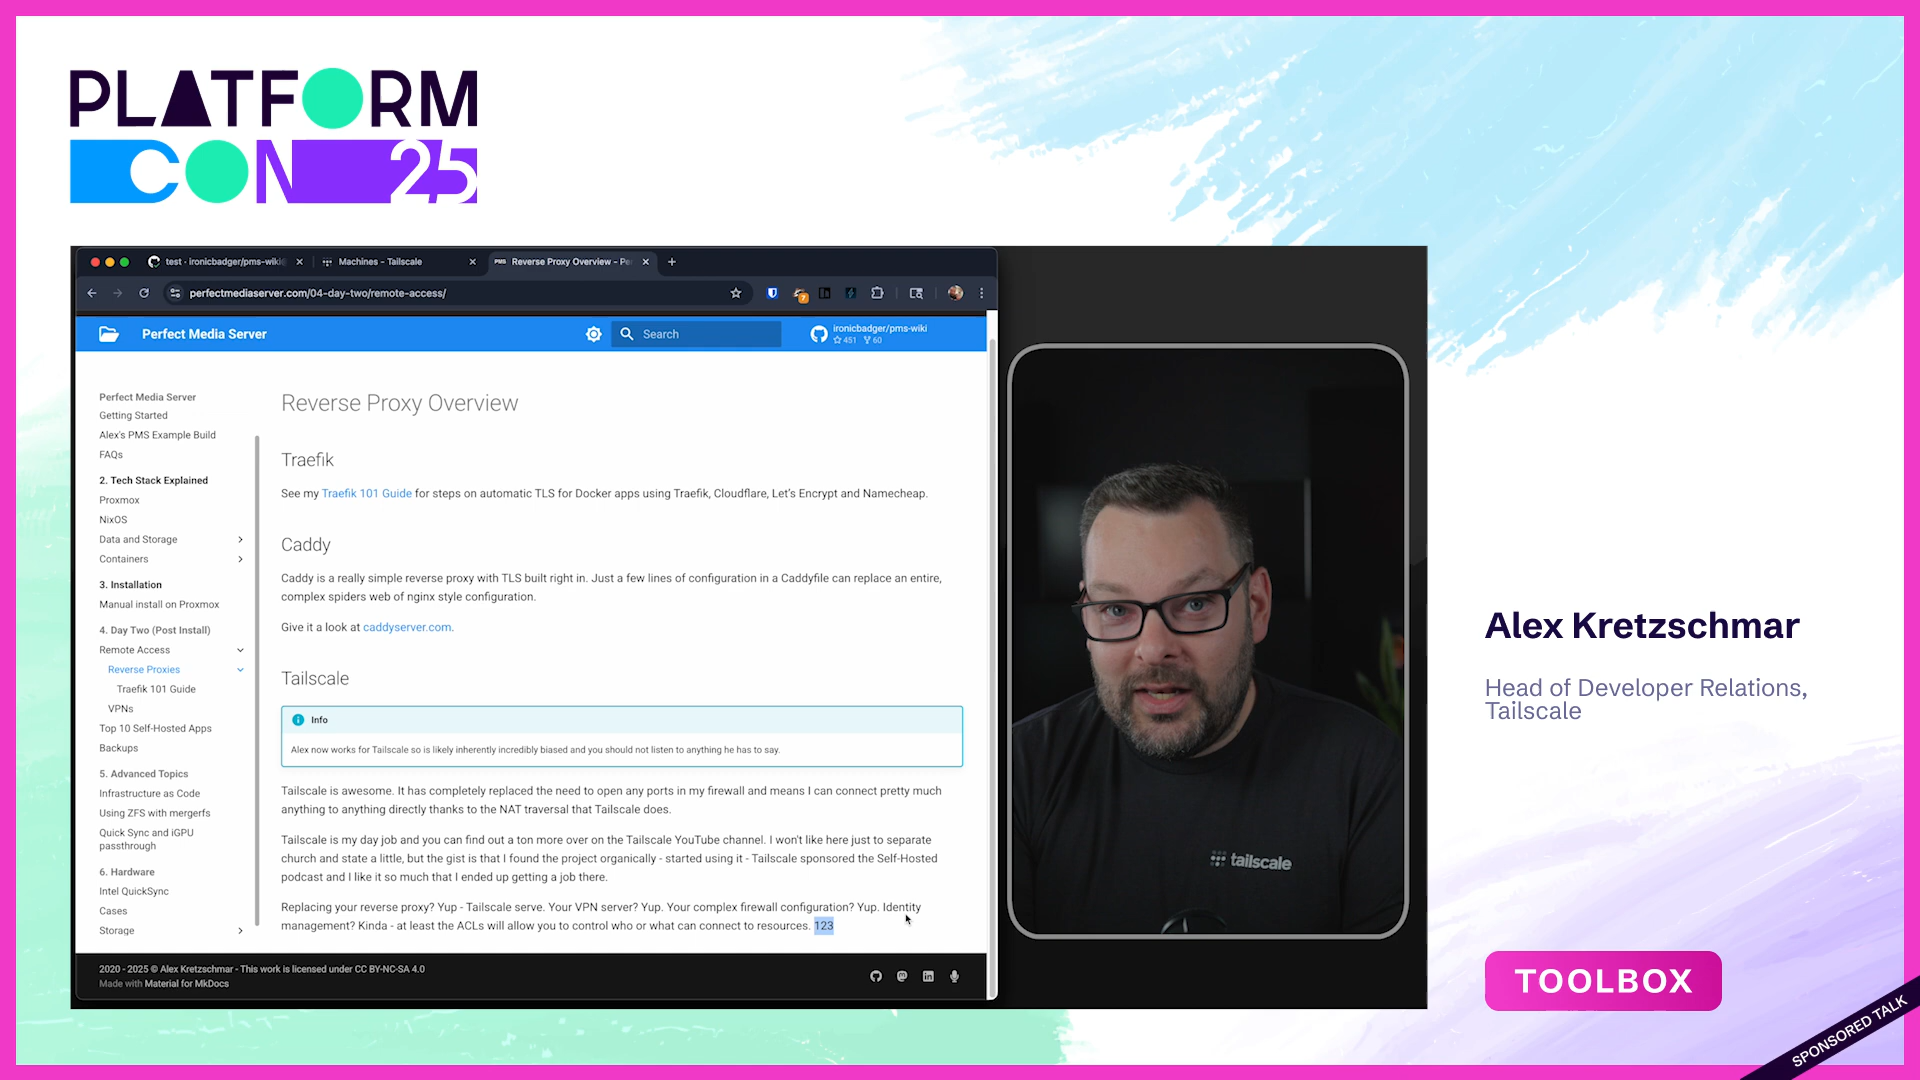 PLATFORM
CON 25
test - ironicbadger/pms-wiki
Machines - Tailscale
PMS Reverse Proxy Overview - Pe
perfectmediaserver.com/04-day-two/remote-access/
Perfect Media Server
Search
ironicbadger/pms-wiki
451 60
Perfect Media Server
Getting Started
Alex's PMS Example Build
FAQs
2. Tech Stack Explained
Proxmox
NixOS
Data and Storage
Containers
3. Installation
Manual install on Proxmox
4. Day Two (Post Install)
Remote Access
Reverse Proxies
Traefik 101 Guide
VPNs
Top 10 Self-Hosted Apps
Backups
5. Advanced Topics
Infrastructure as Code
Using ZFS with mergerfs
Quick Sync and iGPU
passthrough
6. Hardware
Intel QuickSync
Cases
Storage
Reverse Proxy Overview
Traefik
See my Traefik 101 Guide for steps on automatic TLS for Docker apps using Traefik, Cloudflare, Let's Encrypt and Namecheap.
Caddy
Caddy is a really simple reverse proxy with TLS built right in. Just a few lines of configuration in a Caddyfile can replace an entire,
complex spiders web of nginx style configuration.
Give it a look at caddyserver.com.
Tailscale
Info
Alex now works for Tailscale so is likely inherently incredibly biased and you should not listen to anything he has to say.
Tailscale is awesome. It has completely replaced the need to open any ports in my firewall and means I can connect pretty much
anything to anything directly thanks to the NAT traversal that Tailscale does.
Tailscale is my day job and you can find out a ton more over on the Tailscale YouTube channel. I won't like here just to separate
church and state a little, but the gist is that I found the project organically - started using it - Tailscale sponsored the Self-Hosted
podcast and I like it so much that I ended up getting a job there.
Replacing your reverse proxy? Yup - Tailscale serve. Your VPN server? Yup. Your complex firewall configuration? Yup. Identity
management? Kinda - at least the ACLs will allow you to control who or what can connect to resources. 123
2020 - 2025 © Alex Kretzschmar - This work is licensed under CC BY-NC-SA 4.0
Made with Material for MkDocs
tailscale
Alex Kretzschmar
Head of Developer Relations,
Tailscale
TOOLBOX
SPONSORED TALK